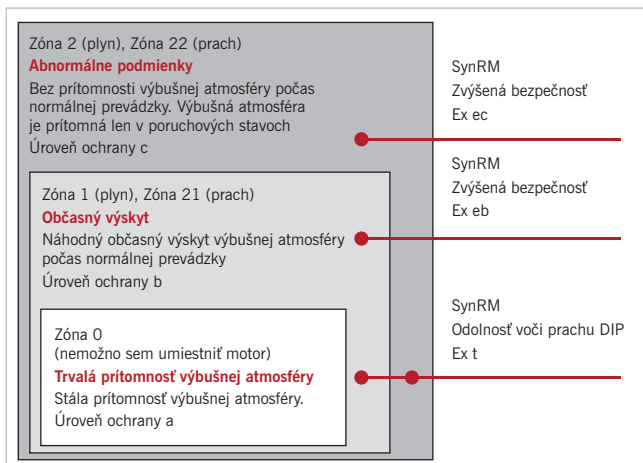 Zóna 2 (plyn), Zóna 22 (prach)
Abnormálne podmienky
Bez prítomnosti výbušnej atmosféry počas
normálnej prevádzky. Výbušná atmosféra
je prítomná len v poruchových stavoch
Úroveň ochrany c
Zóna 1 (plyn), Zóna 21 (prach)
Občasný výskyt
Náhodný občasný výskyt výbušnej atmosféry
počas normálnej prevádzky
Úroveň ochrany b
Zóna 0
(nemožno sem umiestniť motor)
Trvalá prítomnosť výbušnej atmosféry
Stála prítomnosť výbušnej atmosféry.
Úroveň ochrany a
SynRM
Zvýšená bezpečnosť
Ex ec
SynRM
Zvýšená bezpečnosť
Ex eb
SynRM
Odolnosť voči prachu DIP
Ex t